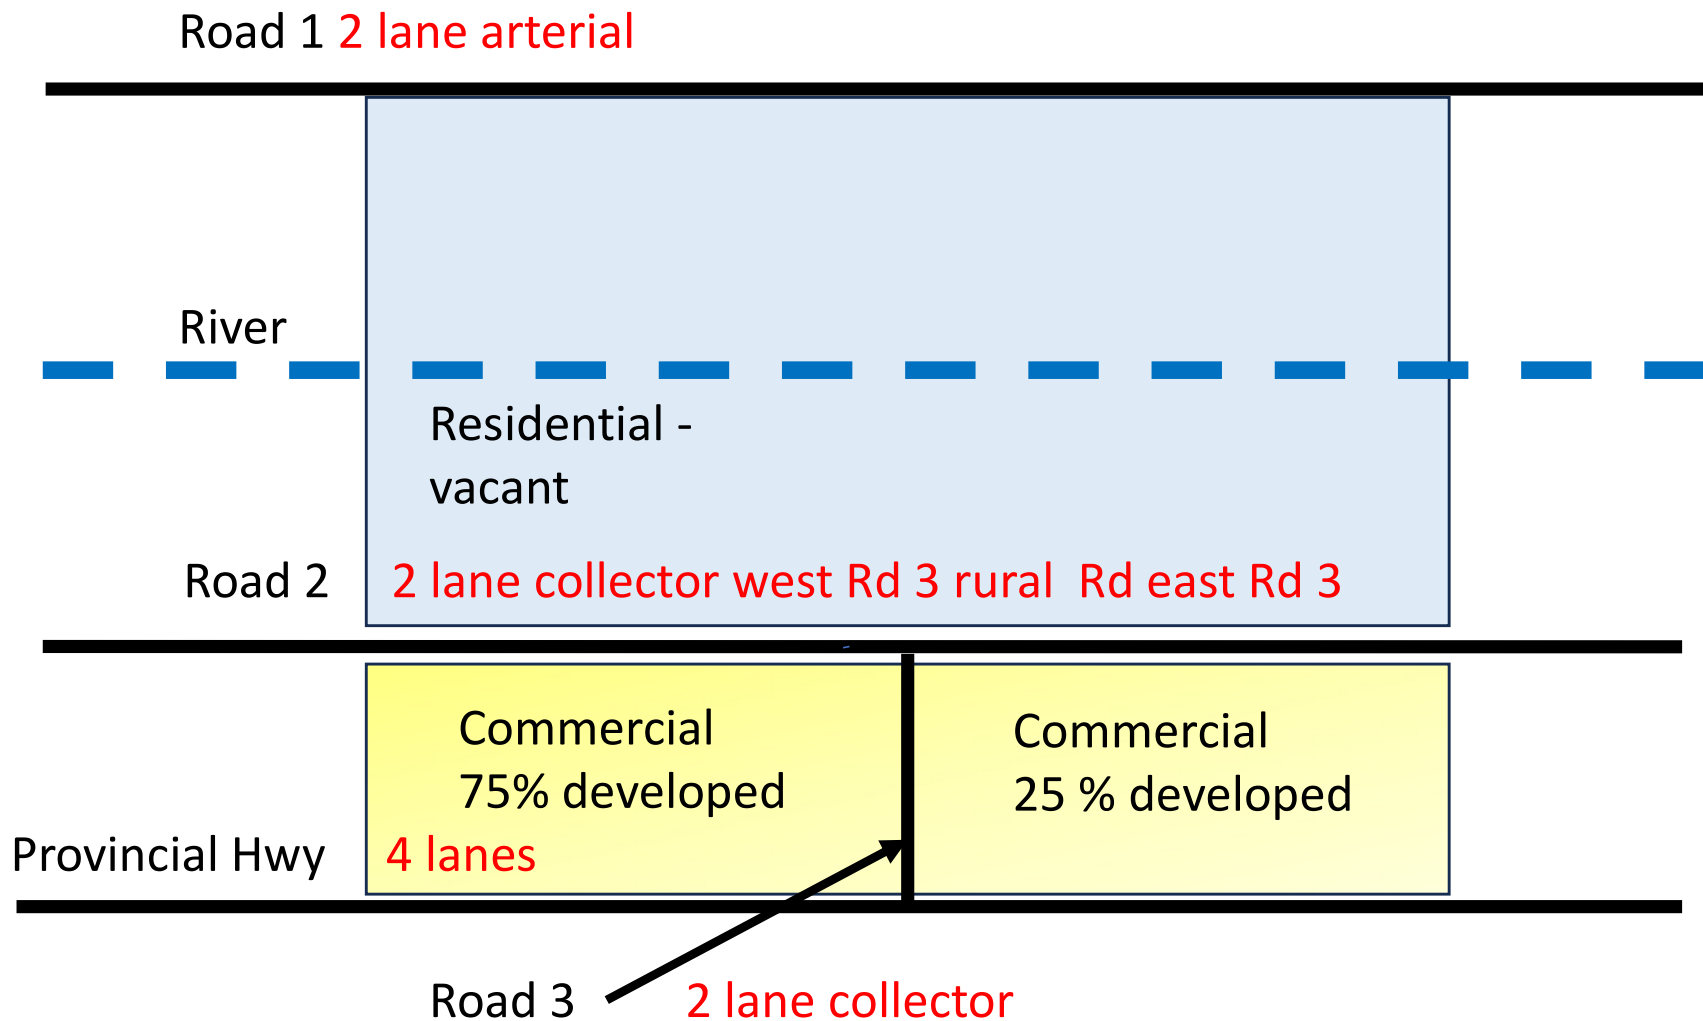 Road 1 2 lane arterial
River
Residential -
vacant
Road 2 2 lane collector west Rd 3 rural  Rd east Rd 3
Commercial
75% developed
Commercial
25 % developed
Provincial Hwy 4 lanes
Road 3 2 lane collector